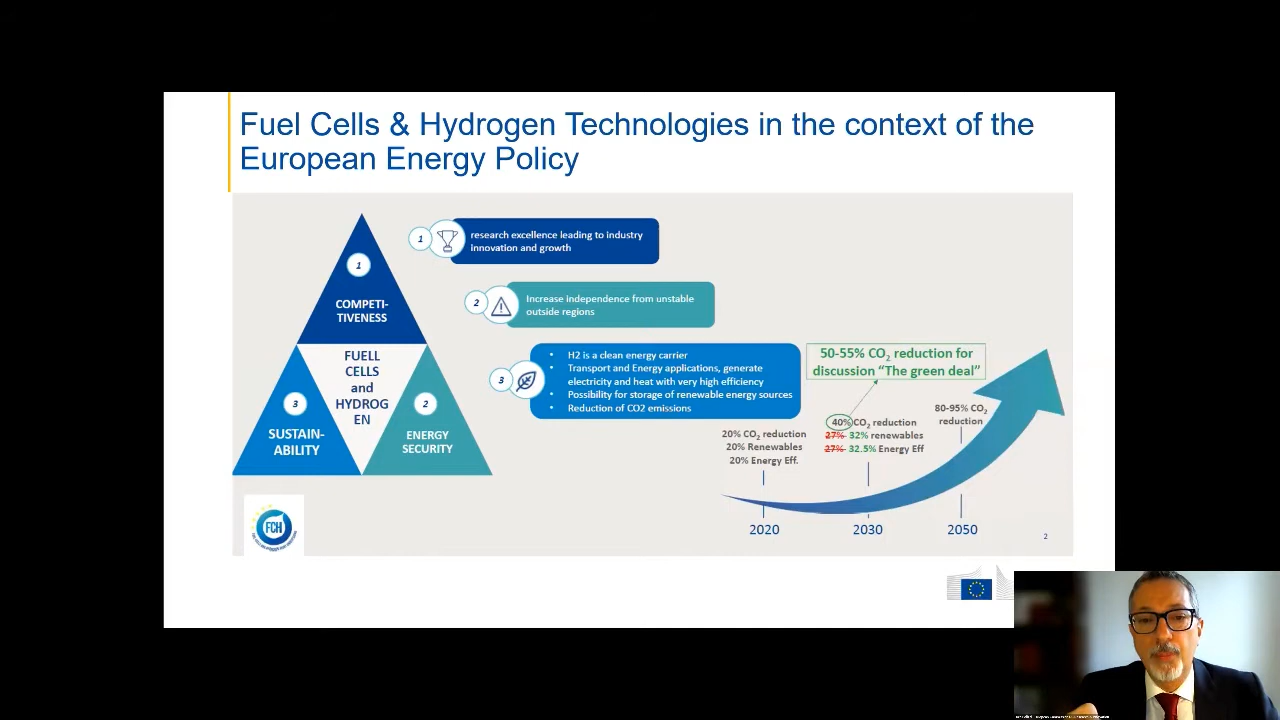 Fuel Cells & Hydrogen Technologies in the context of the
European Energy Policy
1
COMPETI-
TIVENESS
FUELL
CELLS
and
HYDROG
EN
3
SUSTAIN-
ABILITY
2
ENERGY
SECURITY
1
research excellence leading to industry
innovation and growth
2
Increase independence from unstable
outside regions
3
• H2 is a clean energy carrier
• Transport and Energy applications, generate
electricity and heat with very high efficiency
• Possibility for storage of renewable energy sources
• Reduction of CO2 emissions
50-55% CO₂ reduction for
discussion “The green deal”
20% CO₂ reduction
20% Renewables
20% Energy Eff.
40% CO₂ reduction
27% 32% renewables
27% 32.5% Energy Eff
80-95% CO₂
reduction
2020
2030
2050
FCH
2